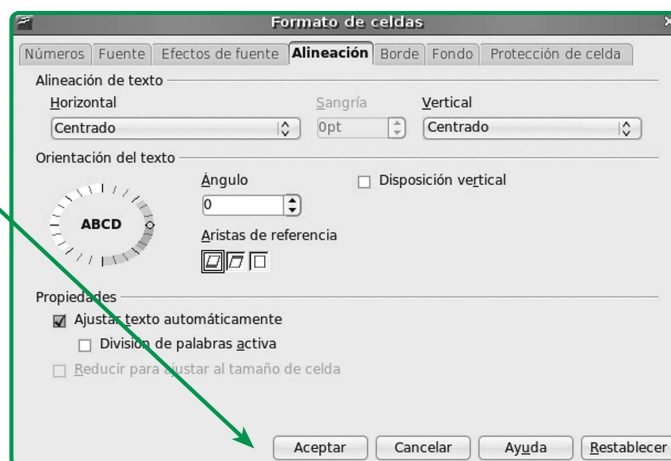 Formato de celdas
Números Fuente Efectos de fuente Alineación Borde Fondo Protección de celda
Alineación de texto
Horizontal Sangría Vertical
Centrado 0pt Centrado
Orientación del texto
Ángulo Disposición vertical
0
ABCD
Aristas de referencia
Propiedades
Ajustar texto automáticamente
División de palabras activa
Reducir para ajustar al tamaño de celda
Aceptar Cancelar Ayuda Restablecer